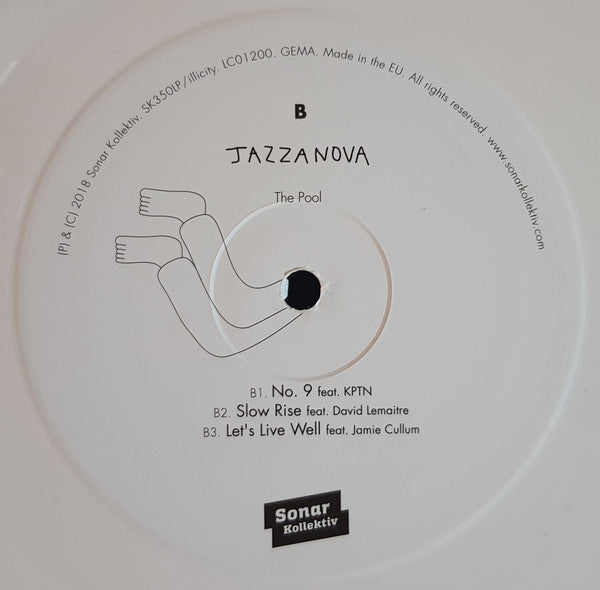 (P) & (C) 2018 Sonar Kollektiv. SK350LP/illicity. LC01200. GEMA. Made in the EU. All rights reserved. www.sonarkollektiv.com
B
JAZZANOVA
The Pool
B1. No. 9 feat. KPTN
B2. Slow Rise feat. David Lemaitre
B3. Let's Live Well feat. Jamie Cullum
Sonar
Kollektiv